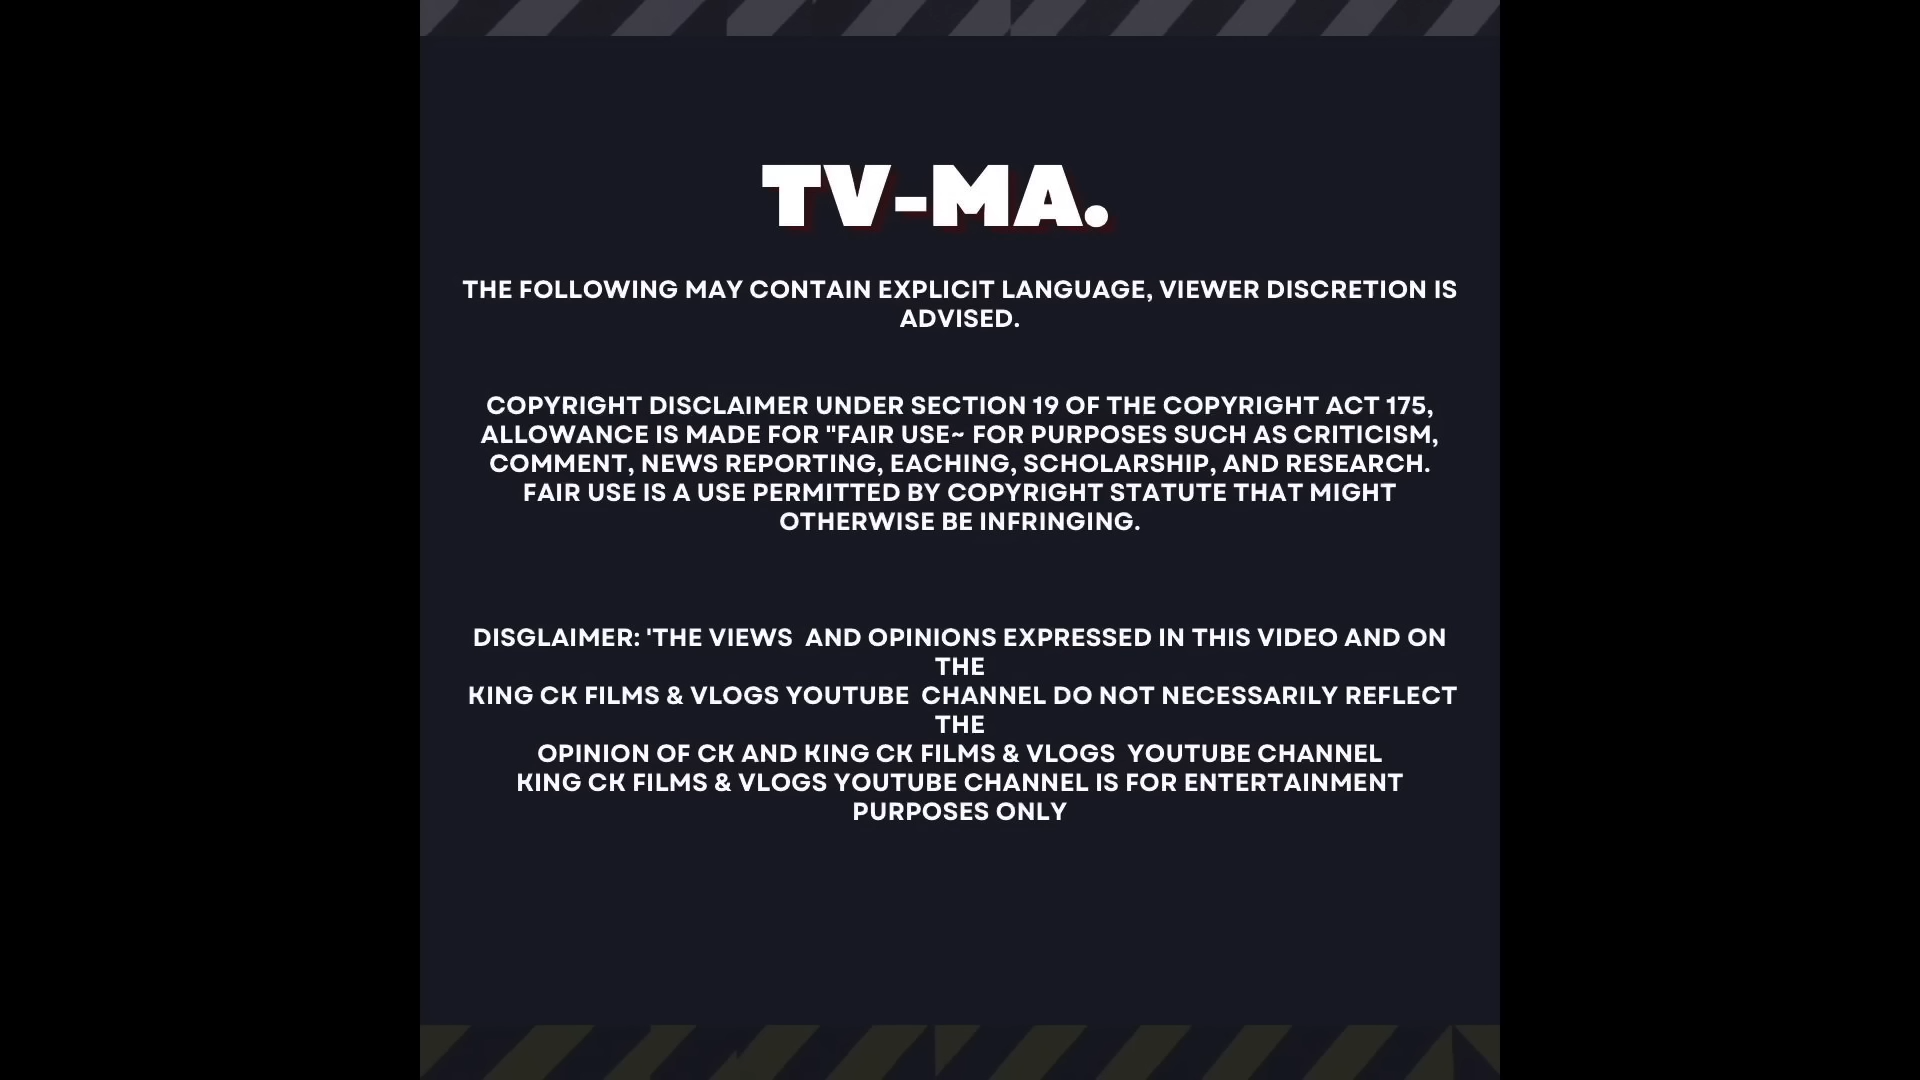 TV-MA.
THE FOLLOWING MAY CONTAIN EXPLICIT LANGUAGE, VIEWER DISCRETION IS
ADVISED.
COPYRIGHT DISCLAIMER UNDER SECTION 19 OF THE COPYRIGHT ACT 175,
ALLOWANCE IS MADE FOR "FAIR USE~ FOR PURPOSES SUCH AS CRITICISM,
COMMENT, NEWS REPORTING, EACHING, SCHOLARSHIP, AND RESEARCH.
FAIR USE IS A USE PERMITTED BY COPYRIGHT STATUTE THAT MIGHT
OTHERWISE BE INFRINGING.
DISGLAIMER: 'THE VIEWS  AND OPINIONS EXPRESSED IN THIS VIDEO AND ON
THE
KING CK FILMS & VLOGS YOUTUBE  CHANNEL DO NOT NECESSARILY REFLECT
THE
OPINION OF CK AND KING CK FILMS & VLOGS  YOUTUBE CHANNEL
KING CK FILMS & VLOGS YOUTUBE CHANNEL IS FOR ENTERTAINMENT
PURPOSES ONLY